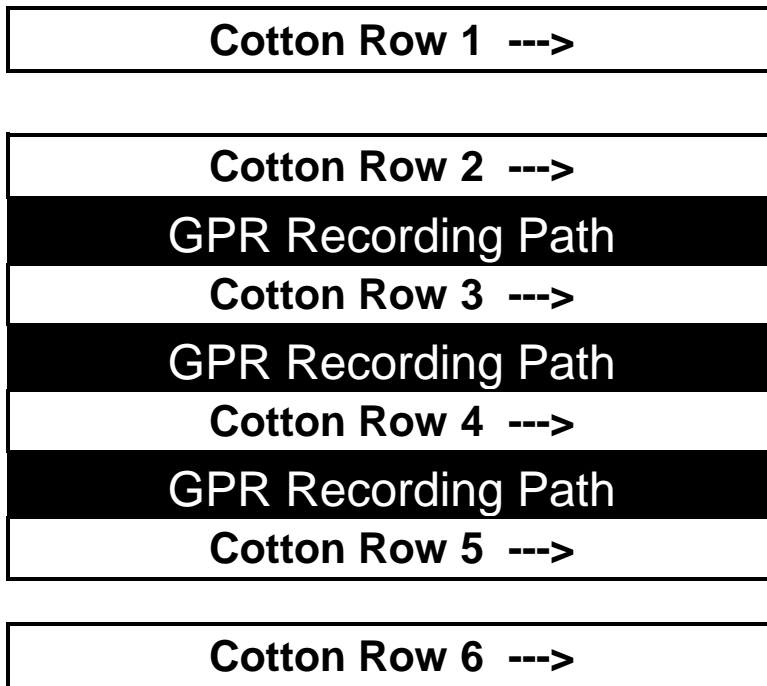 Cotton Row 1 --->
Cotton Row 2 --->
GPR Recording Path
Cotton Row 3 --->
GPR Recording Path
Cotton Row 4 --->
GPR Recording Path
Cotton Row 5 --->
Cotton Row 6 --->